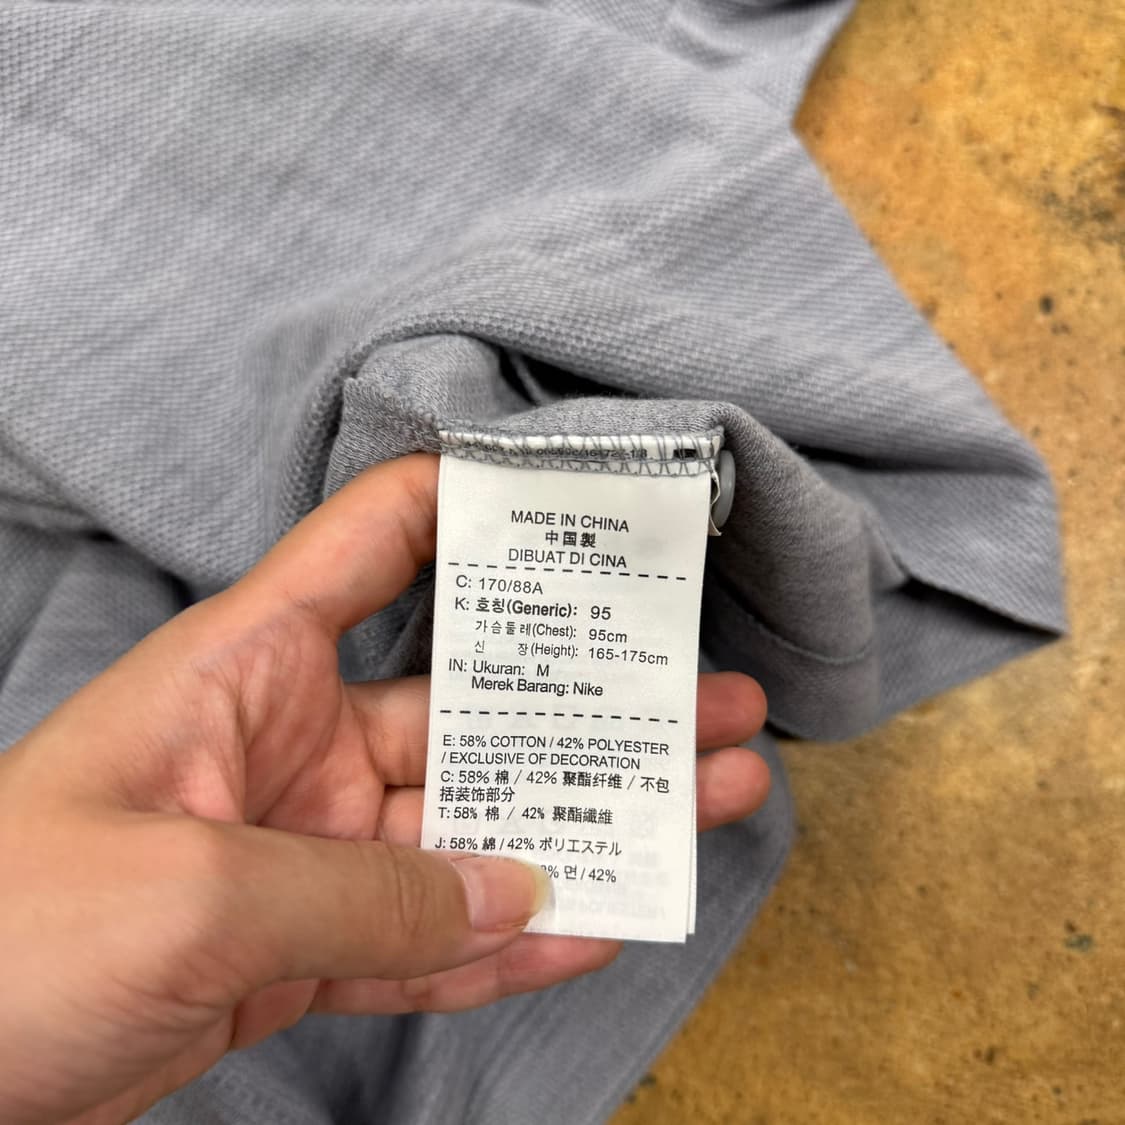 MADE IN CHINA
中国製
DIBUAT DI CINA
C: 170/88A
K: 호칭(Generic): 95
가슴둘레(Chest): 95cm
신 장(Height): 165-175cm
IN: Ukuran: M
Merek Barang: Nike
E: 58% COTTON / 42% POLYESTER
/ EXCLUSIVE OF DECORATION
C: 58% 棉 / 42% 聚酯纤维 / 不包
括装饰部分
T: 58% 棉 / 42% 聚酯纖維
J: 58% 綿 / 42% ポリエステル
% 면 / 42%